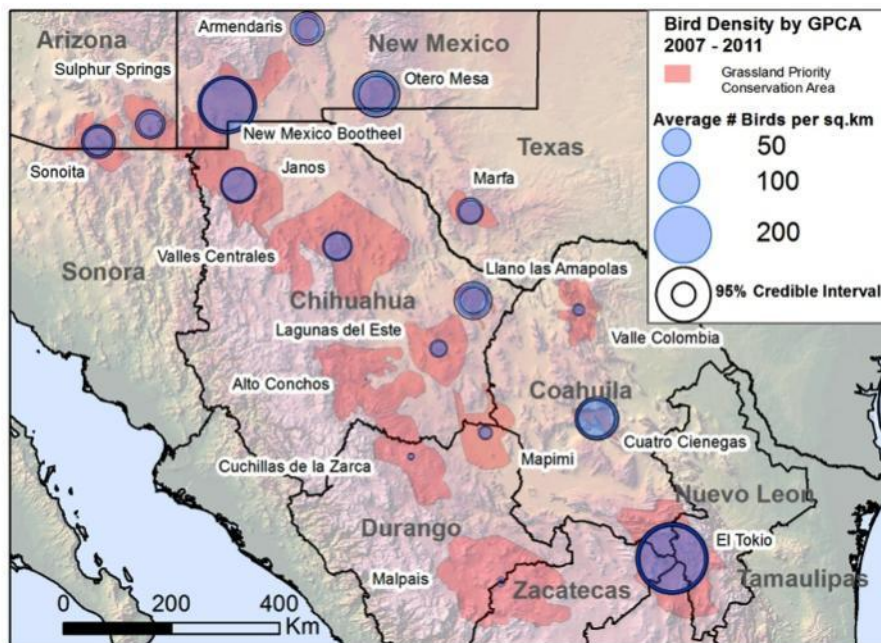 Arizona
Armendaris
New Mexico
Sulphur Springs
Otero Mesa
New Mexico Bootheel
Texas
Sonoita
Janos
Marfa
Sonora
Valles Centrales
Llano las Amapolas
Chihuahua
Lagunas del Este
Valle Colombia
Alto Conchos
Coahuila
Cuatro Cienegas
Cuchillas de la Zarca
Mapimi
Nuevo Leon
Durango
El Tokio
Malpais
Zacatecas
Tamaulipas
0 200 400
Km
Bird Density by GPCA
2007 - 2011
Grassland Priority
Conservation Area
Average # Birds per sq.km
50
100
200
95% Credible Interval